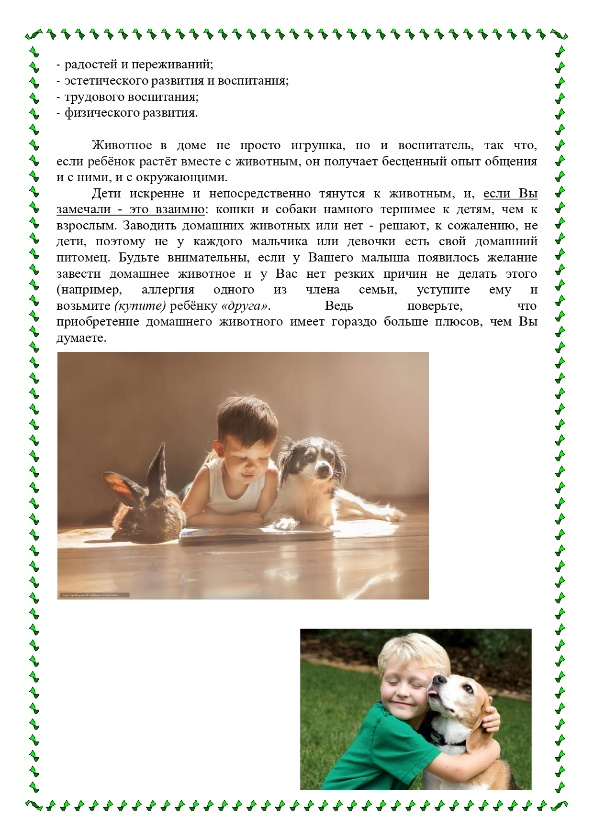 - радостей и переживаний;
- эстетического развития и воспитания;
- трудового воспитания;
- физического развития.
Животное в доме не просто игрушка, но и воспитатель, так что,
если ребёнок растёт вместе с животным, он получает бесценный опыт общения
и с ними, и с окружающими.
Дети искренне и непосредственно тянутся к животным, и, если Вы
замечали - это взаимно: кошки и собаки намного терпимее к детям, чем к
взрослым. Заводить домашних животных или нет - решают, к сожалению, не
дети, поэтому не у каждого мальчика или девочки есть свой домашний
питомец. Будьте внимательны, если у Вашего малыша появилось желание
завести домашнее животное и у Вас нет резких причин не делать этого
(например, аллергия одного из члена семьи, уступите ему и
возьмите (купите) ребёнку «друга». Ведь поверьте, что
приобретение домашнего животного имеет гораздо больше плюсов, чем Вы
думаете.